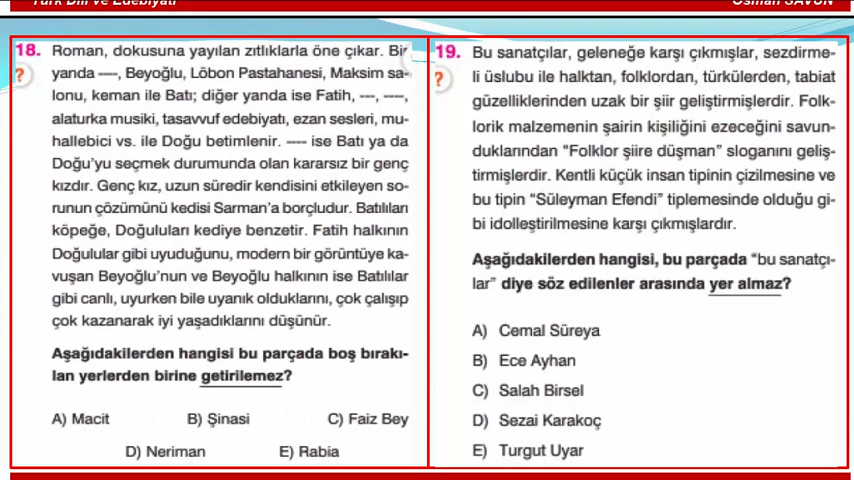 Türk Dili ve Edebiyatı
Osman SAVUN
18. Roman, dokusuna yayılan zıtlıklarla öne çıkar. Bir
yanda ----, Beyoğlu, Löbon Pastahanesi, Maksim sa-
lonu, keman ile Batı; diğer yanda ise Fatih, ---, ----,
alaturka musiki, tasavvuf edebiyatı, ezan sesleri, mu-
hallebici vs. ile Doğu betimlenir. ---- ise Batı ya da
Doğu'yu seçmek durumunda olan kararsız bir genç
kızdır. Genç kız, uzun süredir kendisini etkileyen so-
runun çözümünü kedisi Sarman'a borçludur. Batılıları
köpeğe, Doğuluları kediye benzetir. Fatih halkının
Doğulular gibi uyuduğunu, modern bir görüntüye ka-
vuşan Beyoğlu'nun ve Beyoğlu halkının ise Batılılar
gibi canlı, uyurken bile uyanık olduklarını, çok çalışıp
çok kazanarak iyi yaşadıklarını düşünür.
Aşağıdakilerden hangisi bu parçada boş bırakı-
lan yerlerden birine getirilemez?
A) Macit B) Şinasi C) Faiz Bey
D) Neriman E) Rabia
19. Bu sanatçılar, geleneğe karşı çıkmışlar, sezdirme-
li üslubu ile halktan, folklordan, türkülerden, tabiat
güzelliklerinden uzak bir şiir geliştirmişlerdir. Folk-
lorik malzemenin şairin kişiliğini ezeceğini savun-
duklarından "Folklor şiire düşman" sloganını geliş-
tirmişlerdir. Kentli küçük insan tipinin çizilmesine ve
bu tipin "Süleyman Efendi" tiplemesinde olduğu gi-
bi idolleştirilmesine karşı çıkmışlardır.
Aşağıdakilerden hangisi, bu parçada "bu sanatçı-
lar" diye söz edilenler arasında yer almaz?
A) Cemal Süreya
B) Ece Ayhan
C) Salah Birsel
D) Sezai Karakoç
E) Turgut Uyar